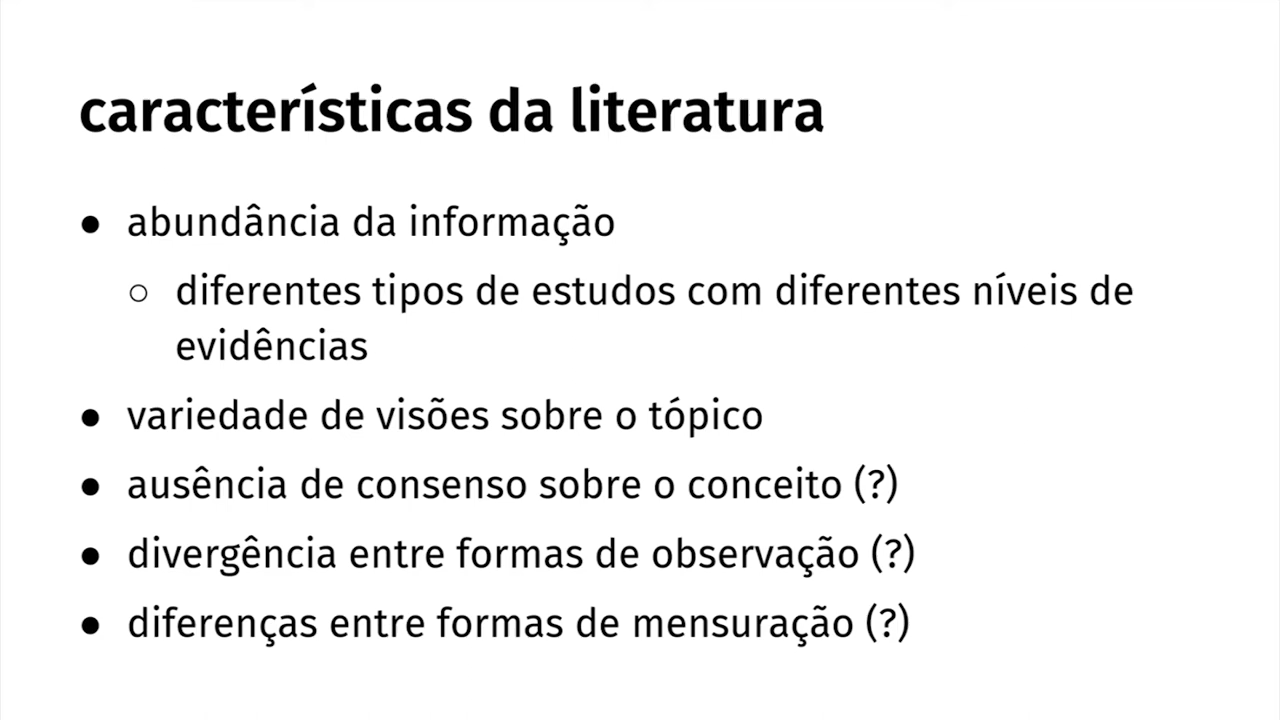 características da literatura
● abundância da informação
○ diferentes tipos de estudos com diferentes níveis de
evidências
● variedade de visões sobre o tópico
● ausência de consenso sobre o conceito (?)
● divergência entre formas de observação (?)
● diferenças entre formas de mensuração (?)